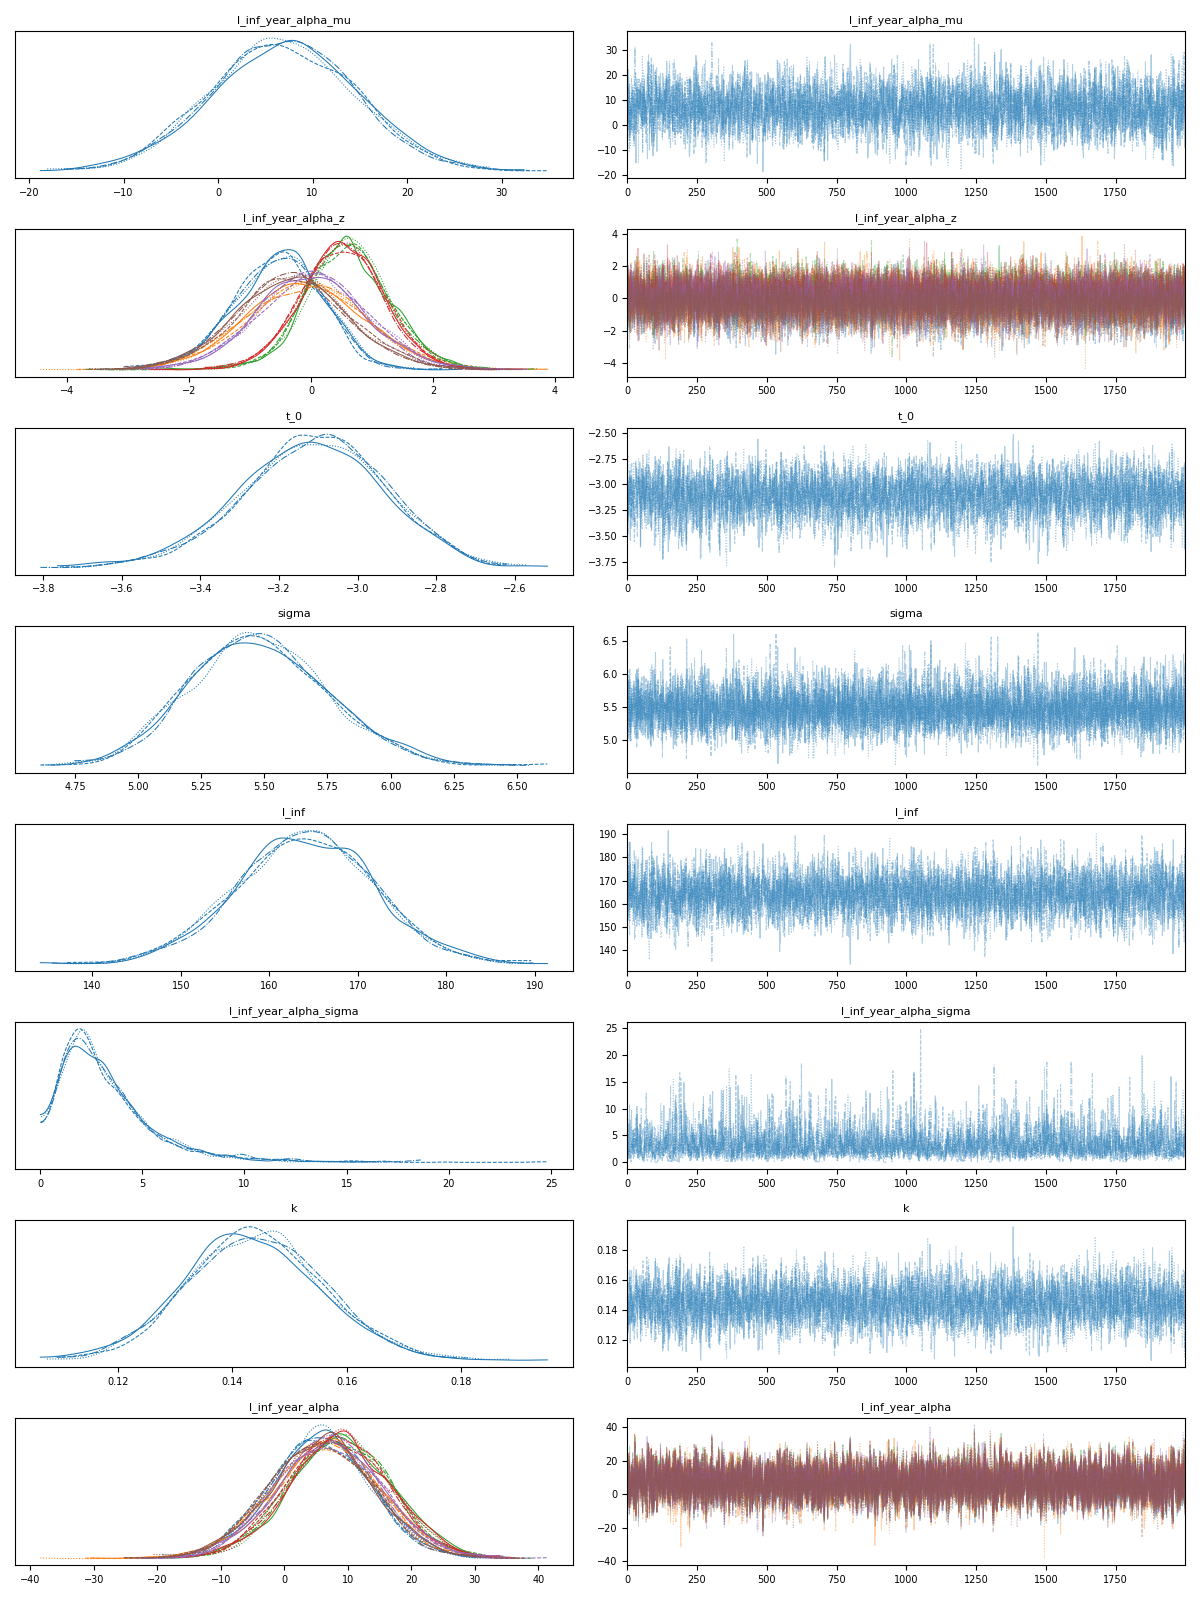 l_inf_year_alpha_mu l_inf_year_alpha_mu
30
20
10
0
−10
−20
−20 −10 0 10 20 30 0 250 500 750 1000 1250 1500 1750
l_inf_year_alpha_z l_inf_year_alpha_z
4
2
0
−2
−4
−4 −2 0 2 4 0 250 500 750 1000 1250 1500 1750
t_0 t_0
−2.50
−2.75
−3.00
−3.25
−3.50
−3.75
−3.8 −3.6 −3.4 −3.2 −3.0 −2.8 −2.6 0 250 500 750 1000 1250 1500 1750
sigma sigma
6.5
6.0
5.5
5.0
4.75 5.00 5.25 5.50 5.75 6.00 6.25 6.50 0 250 500 750 1000 1250 1500 1750
l_inf l_inf
190
180
170
160
150
140
140 150 160 170 180 190 0 250 500 750 1000 1250 1500 1750
l_inf_year_alpha_sigma l_inf_year_alpha_sigma
25
20
15
10
5
0
0 5 10 15 20 25 0 250 500 750 1000 1250 1500 1750
k k
0.18
0.16
0.14
0.12
0.12 0.14 0.16 0.18 0 250 500 750 1000 1250 1500 1750
l_inf_year_alpha l_inf_year_alpha
40
20
0
−20
−40
−40 −30 −20 −10 0 10 20 30 40 0 250 500 750 1000 1250 1500 1750